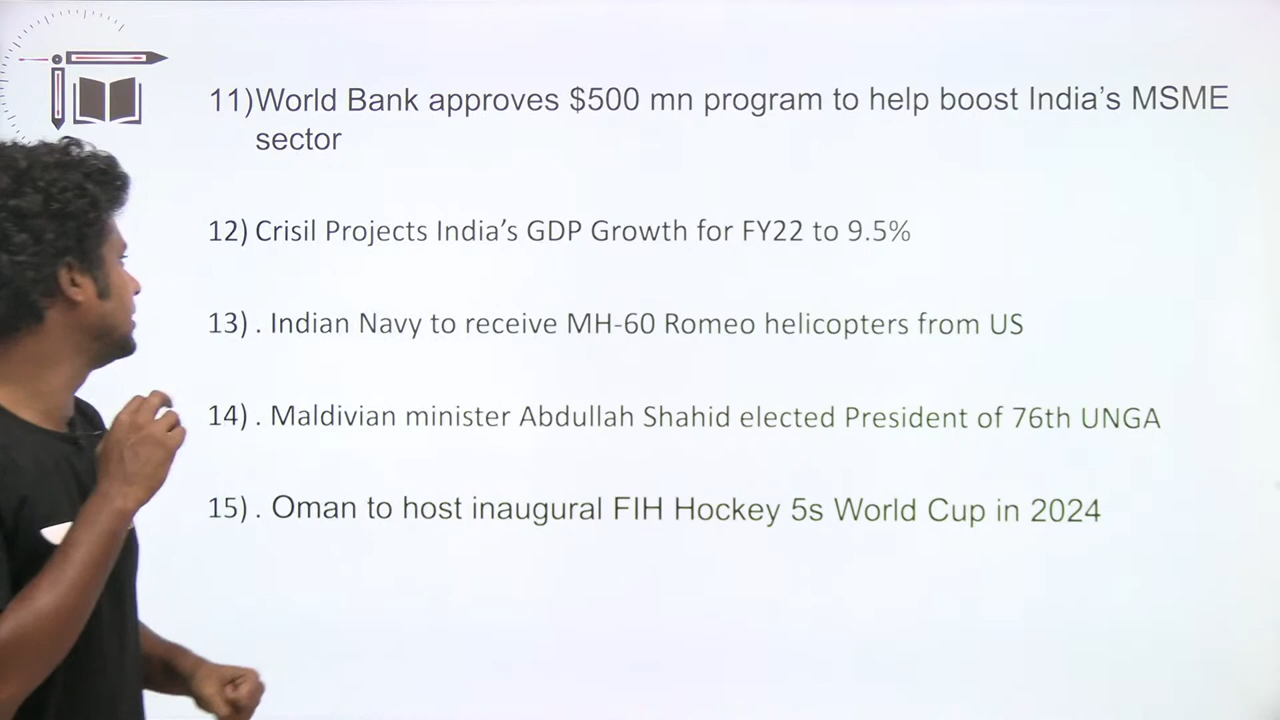 11)World Bank approves $500 mn program to help boost India’s MSME
sector
12) Crisil Projects India’s GDP Growth for FY22 to 9.5%
13) . Indian Navy to receive MH-60 Romeo helicopters from US
14) . Maldivian minister Abdullah Shahid elected President of 76th UNGA
15) . Oman to host inaugural FIH Hockey 5s World Cup in 2024